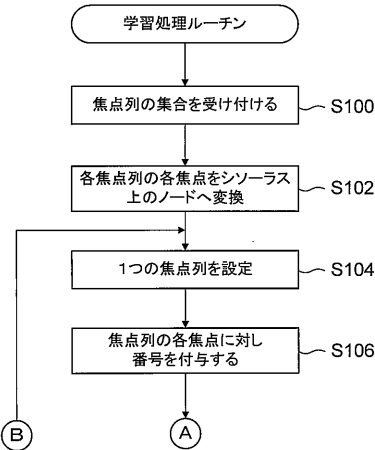 学習処理ルーチン
焦点列の集合を受け付ける
S100
各焦点列の各焦点をシソーラス
上のノードへ変換
S102
1つの焦点列を設定
S104
焦点列の各焦点に対し
番号を付与する
S106
B
A